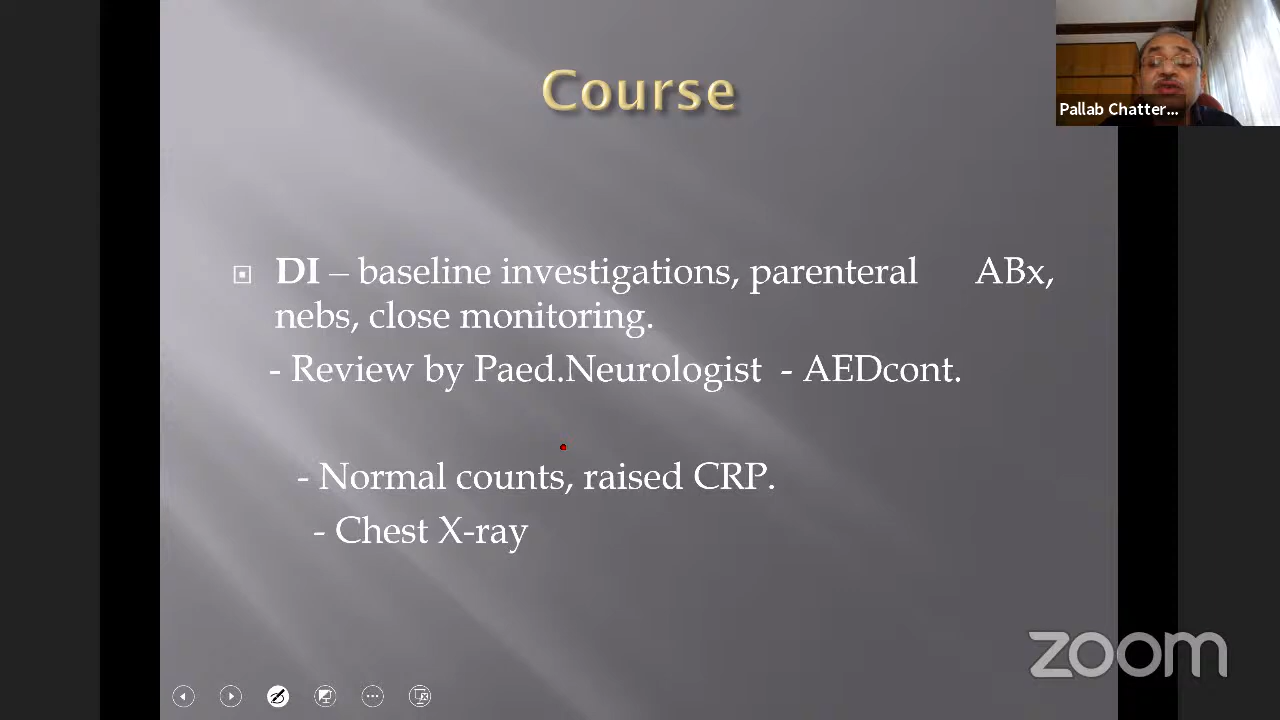 Course
Pallab Chatter...
DI – baseline investigations, parenteral ABx,
nebs, close monitoring.
- Review by Paed.Neurologist - AEDcont.
- Normal counts, raised CRP.
- Chest X-ray
zoom